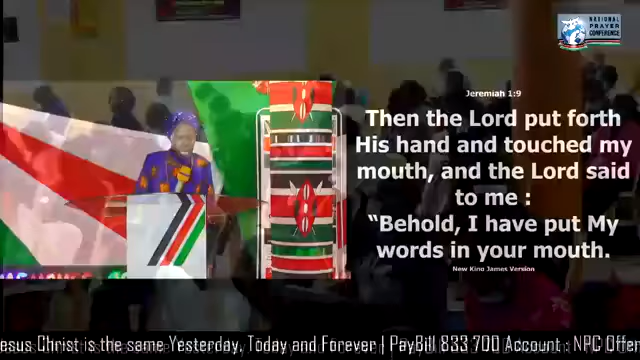 NATIONAL
PRAYER
CONFERENCE
Jeremiah 1:9
Then the Lord put forth
His hand and touched my
mouth, and the Lord said
to me :
“Behold, I have put My
words in your mouth.
New King James Version
esus Christ is the same Yesterday, Today and Forever | PayBill 833 700 Account : NPC Offer